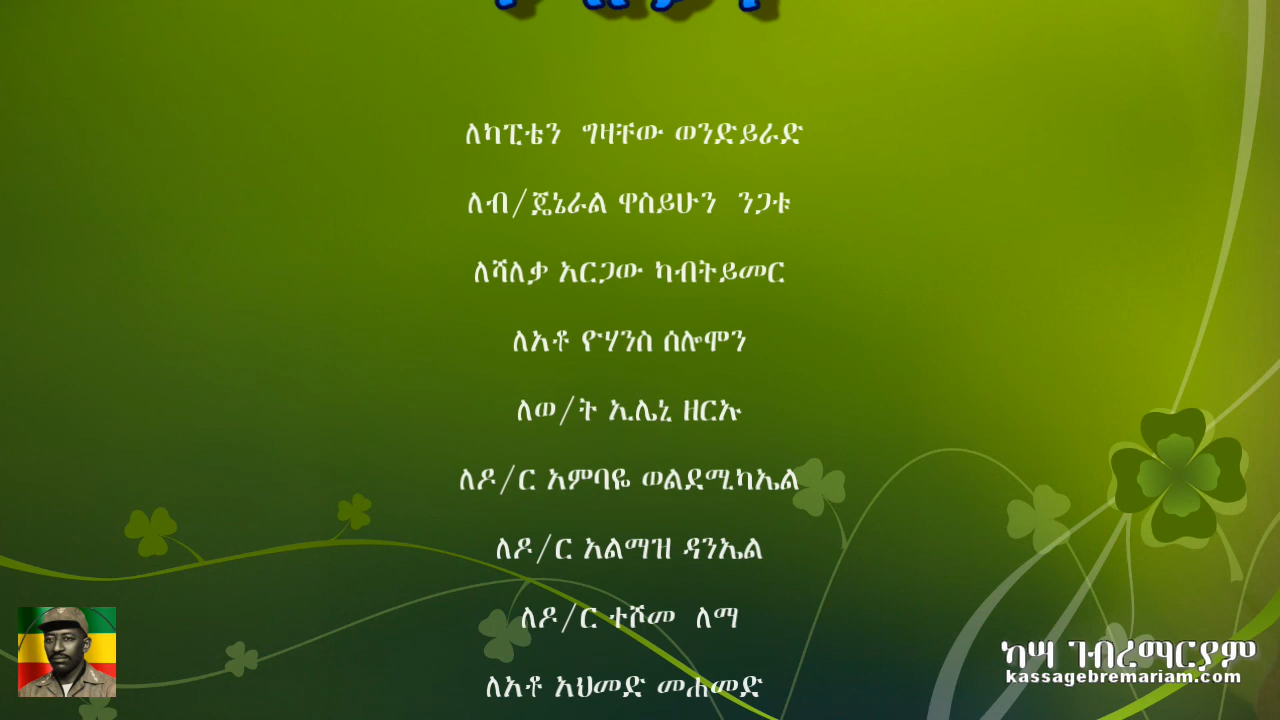 ለካፒቴን ግዛቸው ወንድይራድ
ለብ/ጄኔራል ዋስይሁን ንጋቱ
ለሻለቃ አርጋው ካብትይመር
ለአቶ ዮሃንስ ሰሎሞን
ለወ/ት ኢሌኒ ዘርኡ
ለዶ/ር አምባዬ ወልደሚካኤል
ለዶ/ር አልማዝ ዳንኤል
ለዶ/ር ተሾመ ለማ
ለአቶ አህመድ መሐመድ
ካሣ ገብረማርያም
kassagebremariam.com